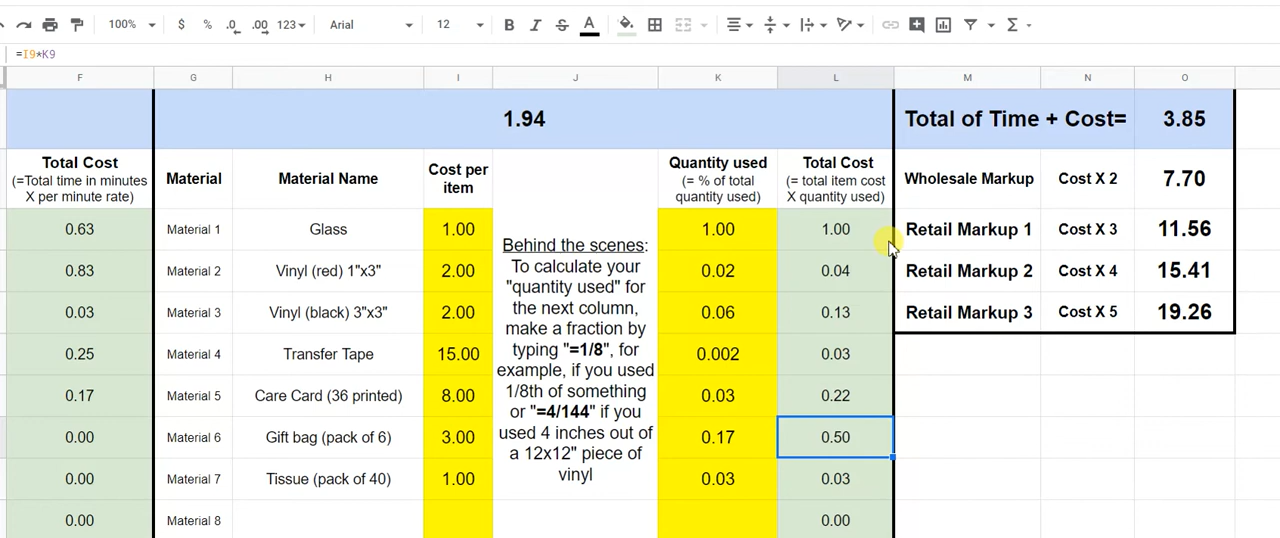 100% $ % .0 .00 123 Arial 12 B I S A
=I9*K9
F G H I J K L M N O
1.94 Total of Time + Cost= 3.85
Total Cost
(=Total time in minutes
X per minute rate)
Material
Material Name
Cost per
item
Quantity used
(= % of total
quantity used)
Total Cost
(= total item cost
X quantity used)
Wholesale Markup Cost X 2 7.70
0.63 Material 1 Glass 1.00 1.00 1.00 Retail Markup 1 Cost X 3 11.56
0.83 Material 2 Vinyl (red) 1"x3" 2.00 0.02 0.04 Retail Markup 2 Cost X 4 15.41
0.03 Material 3 Vinyl (black) 3"x3" 2.00 0.06 0.13 Retail Markup 3 Cost X 5 19.26
0.25 Material 4 Transfer Tape 15.00 0.002 0.03
0.17 Material 5 Care Card (36 printed) 8.00 0.03 0.22
0.00 Material 6 Gift bag (pack of 6) 3.00 0.17 0.50
0.00 Material 7 Tissue (pack of 40) 1.00 0.03 0.03
0.00 Material 8 0.00
Behind the scenes:
To calculate your
"quantity used" for
the next column,
make a fraction by
typing "=1/8", for
example, if you used
1/8th of something
or "=4/144" if you
used 4 inches out of
a 12x12" piece of
vinyl